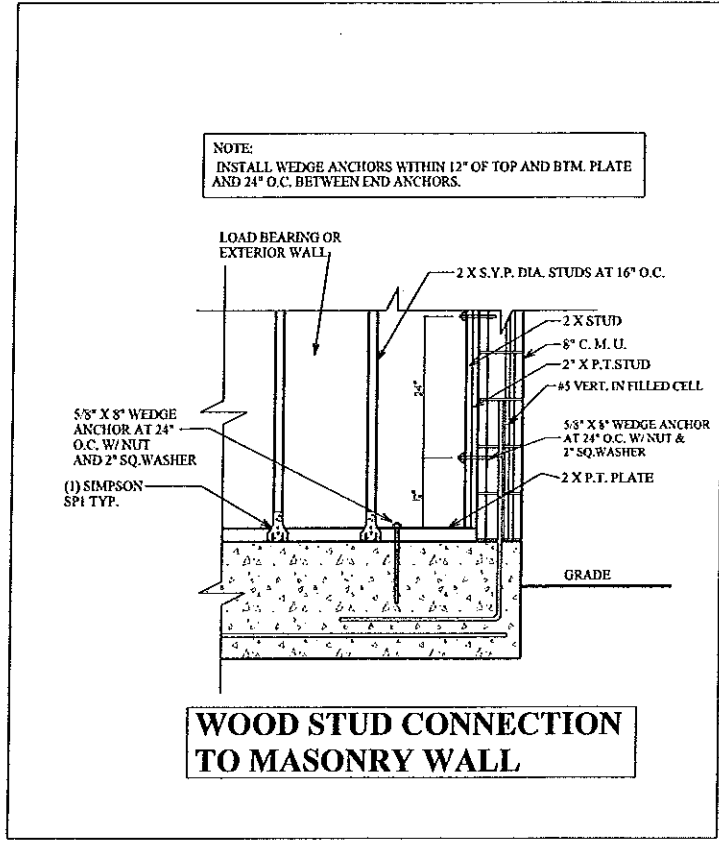 NOTE:
INSTALL WEDGE ANCHORS WITHIN 12" OF TOP AND BTM. PLATE
AND 24" O.C. BETWEEN END ANCHORS.
LOAD BEARING OR
EXTERIOR WALL
2 X S.Y.P. DIA. STUDS AT 16" O.C.
2 X STUD
8" C. M. U.
2" X P.T.STUD
#5 VERT. IN FILLED CELL
5/8" X 8" WEDGE ANCHOR
AT 24" O.C. W/ NUT &
2" SQ.WASHER
2 X P.T. PLATE
24"
5/8" X 8" WEDGE
ANCHOR AT 24"
O.C. W/ NUT
AND 2" SQ.WASHER
(1) SIMPSON
SP1 TYP.
GRADE
WOOD STUD CONNECTION
TO MASONRY WALL